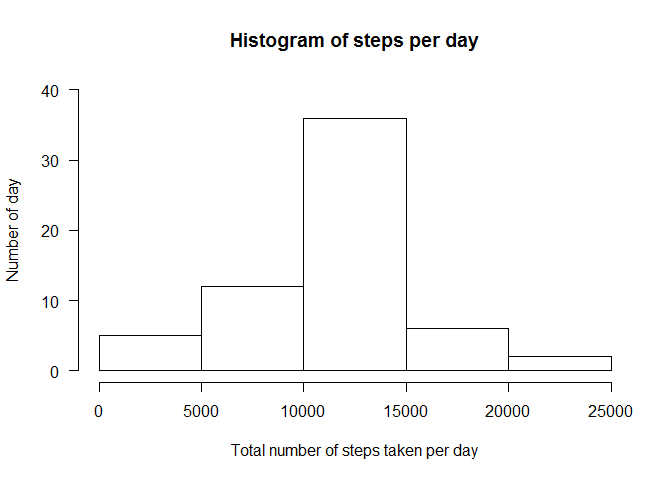 Histogram of steps per day
Number of day
40
30
20
10
0
0 5000 10000 15000 20000 25000
Total number of steps taken per day